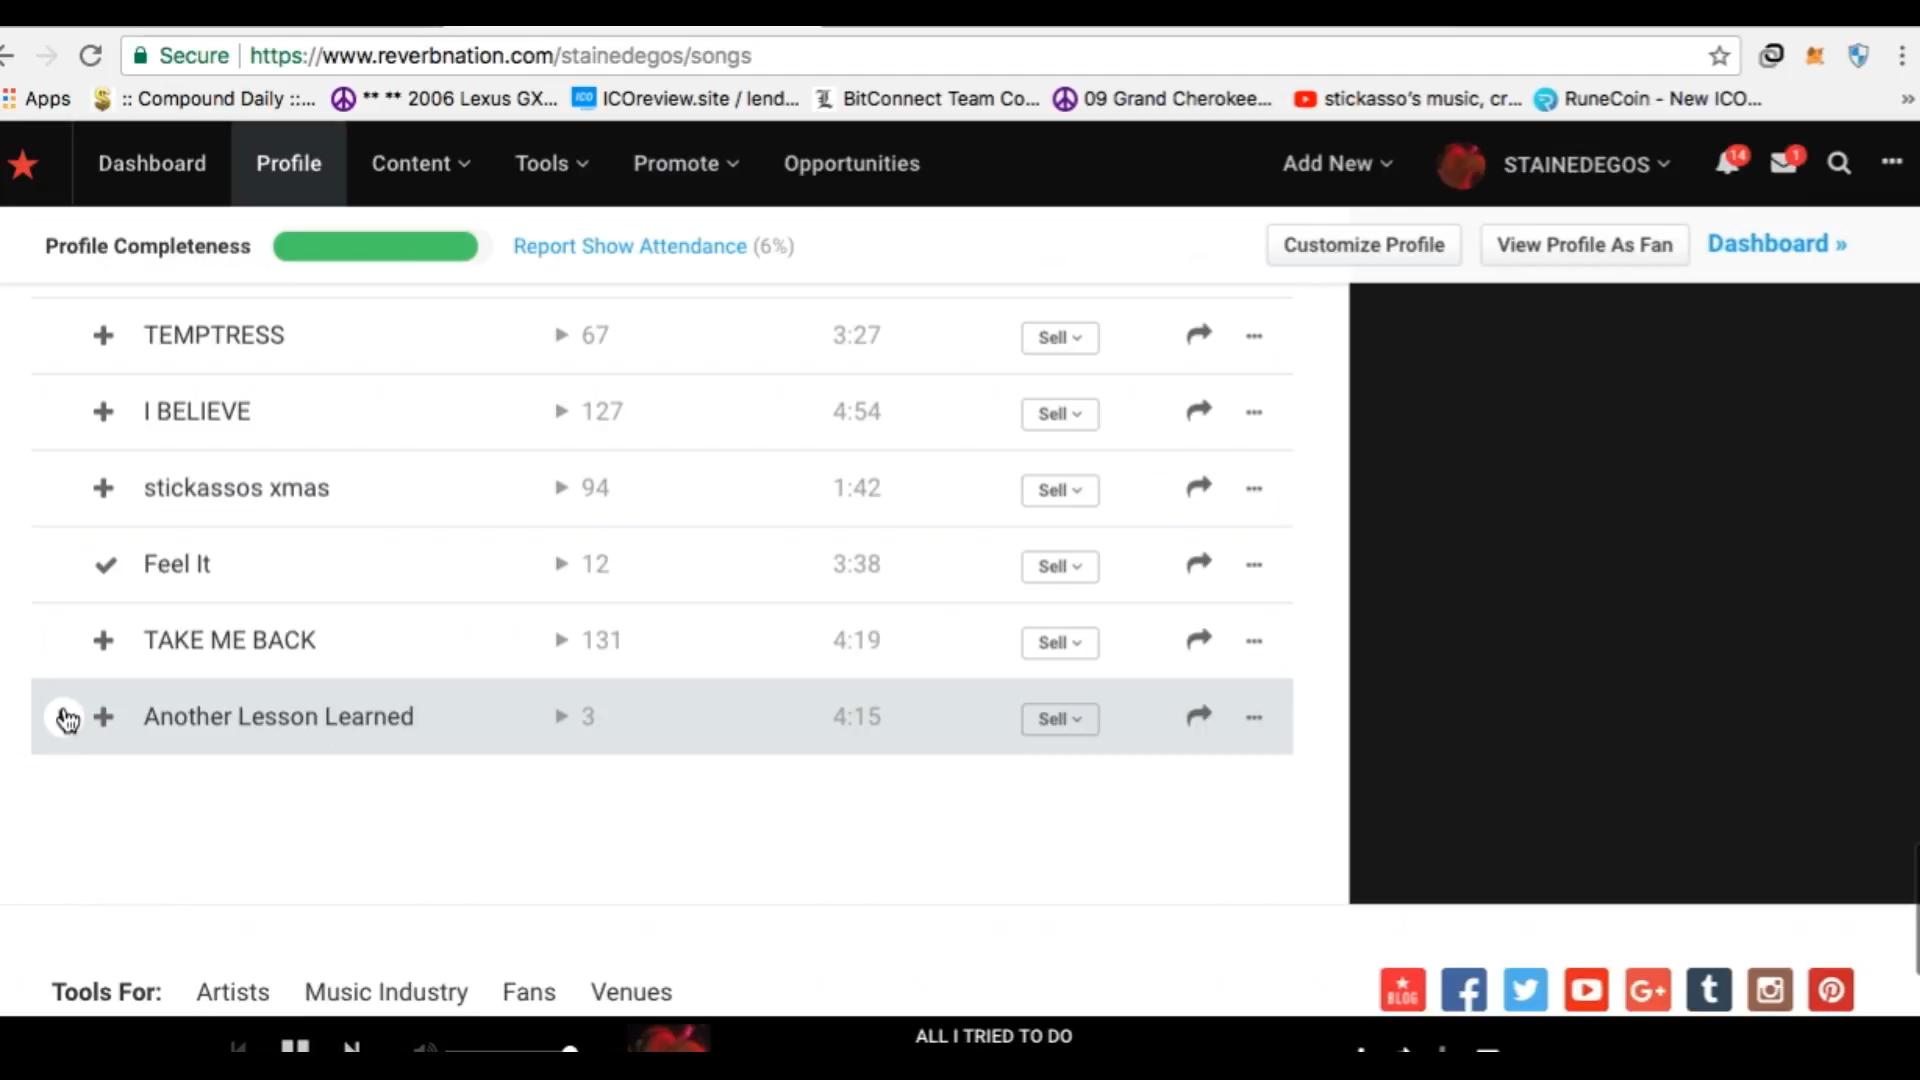 Secure https://www.reverbnation.com/stainedegos/songs
Apps :: Compound Daily ::... ** ** 2006 Lexus GX... ICO ICOreview.site / lend... BitConnect Team Co... 09 Grand Cherokee... stickasso's music, cr... RuneCoin - New ICO... »
Dashboard Profile Content Tools Promote Opportunities Add New STAINEDEGOS 14 1
Profile Completeness Report Show Attendance (6%) Customize Profile View Profile As Fan Dashboard »
TEMPTRESS 67 3:27 Sell
I BELIEVE 127 4:54 Sell
stickassos xmas 94 1:42 Sell
Feel It 12 3:38 Sell
TAKE ME BACK 131 4:19 Sell
Another Lesson Learned 3 4:15 Sell
Tools For: Artists Music Industry Fans Venues BLOG f G+ t
ALL I TRIED TO DO